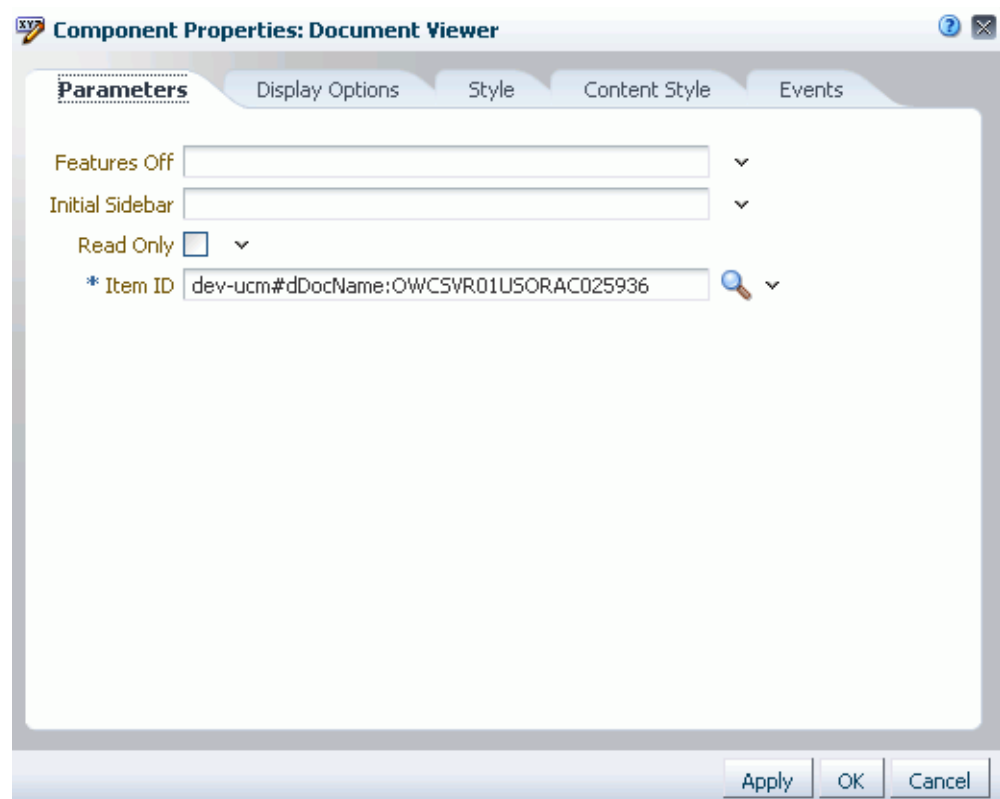 Component Properties: Document Viewer
Parameters Display Options Style Content Style Events
Features Off
Initial Sidebar
Read Only
* Item ID dev-ucm#dDocName:OWCSVR01USORAC025936
Apply OK Cancel